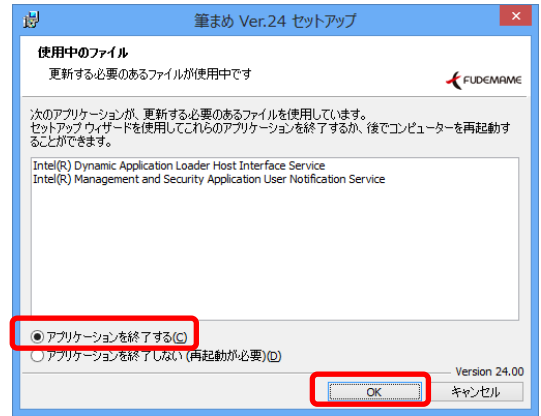 筆まめ Ver.24 セットアップ
使用中のファイル
更新する必要のあるファイルが使用中です
FUDEMAME
次のアプリケーションが、更新する必要のあるファイルを使用しています。
セットアップ ウィザードを使用してこれらのアプリケーションを終了するか、後でコンピューターを再起動す
ることができます。
Intel(R) Dynamic Application Loader Host Interface Service
Intel(R) Management and Security Application User Notification Service
アプリケーションを終了する(C)
アプリケーションを終了しない (再起動が必要)(D)
Version 24.00
OK
キャンセル